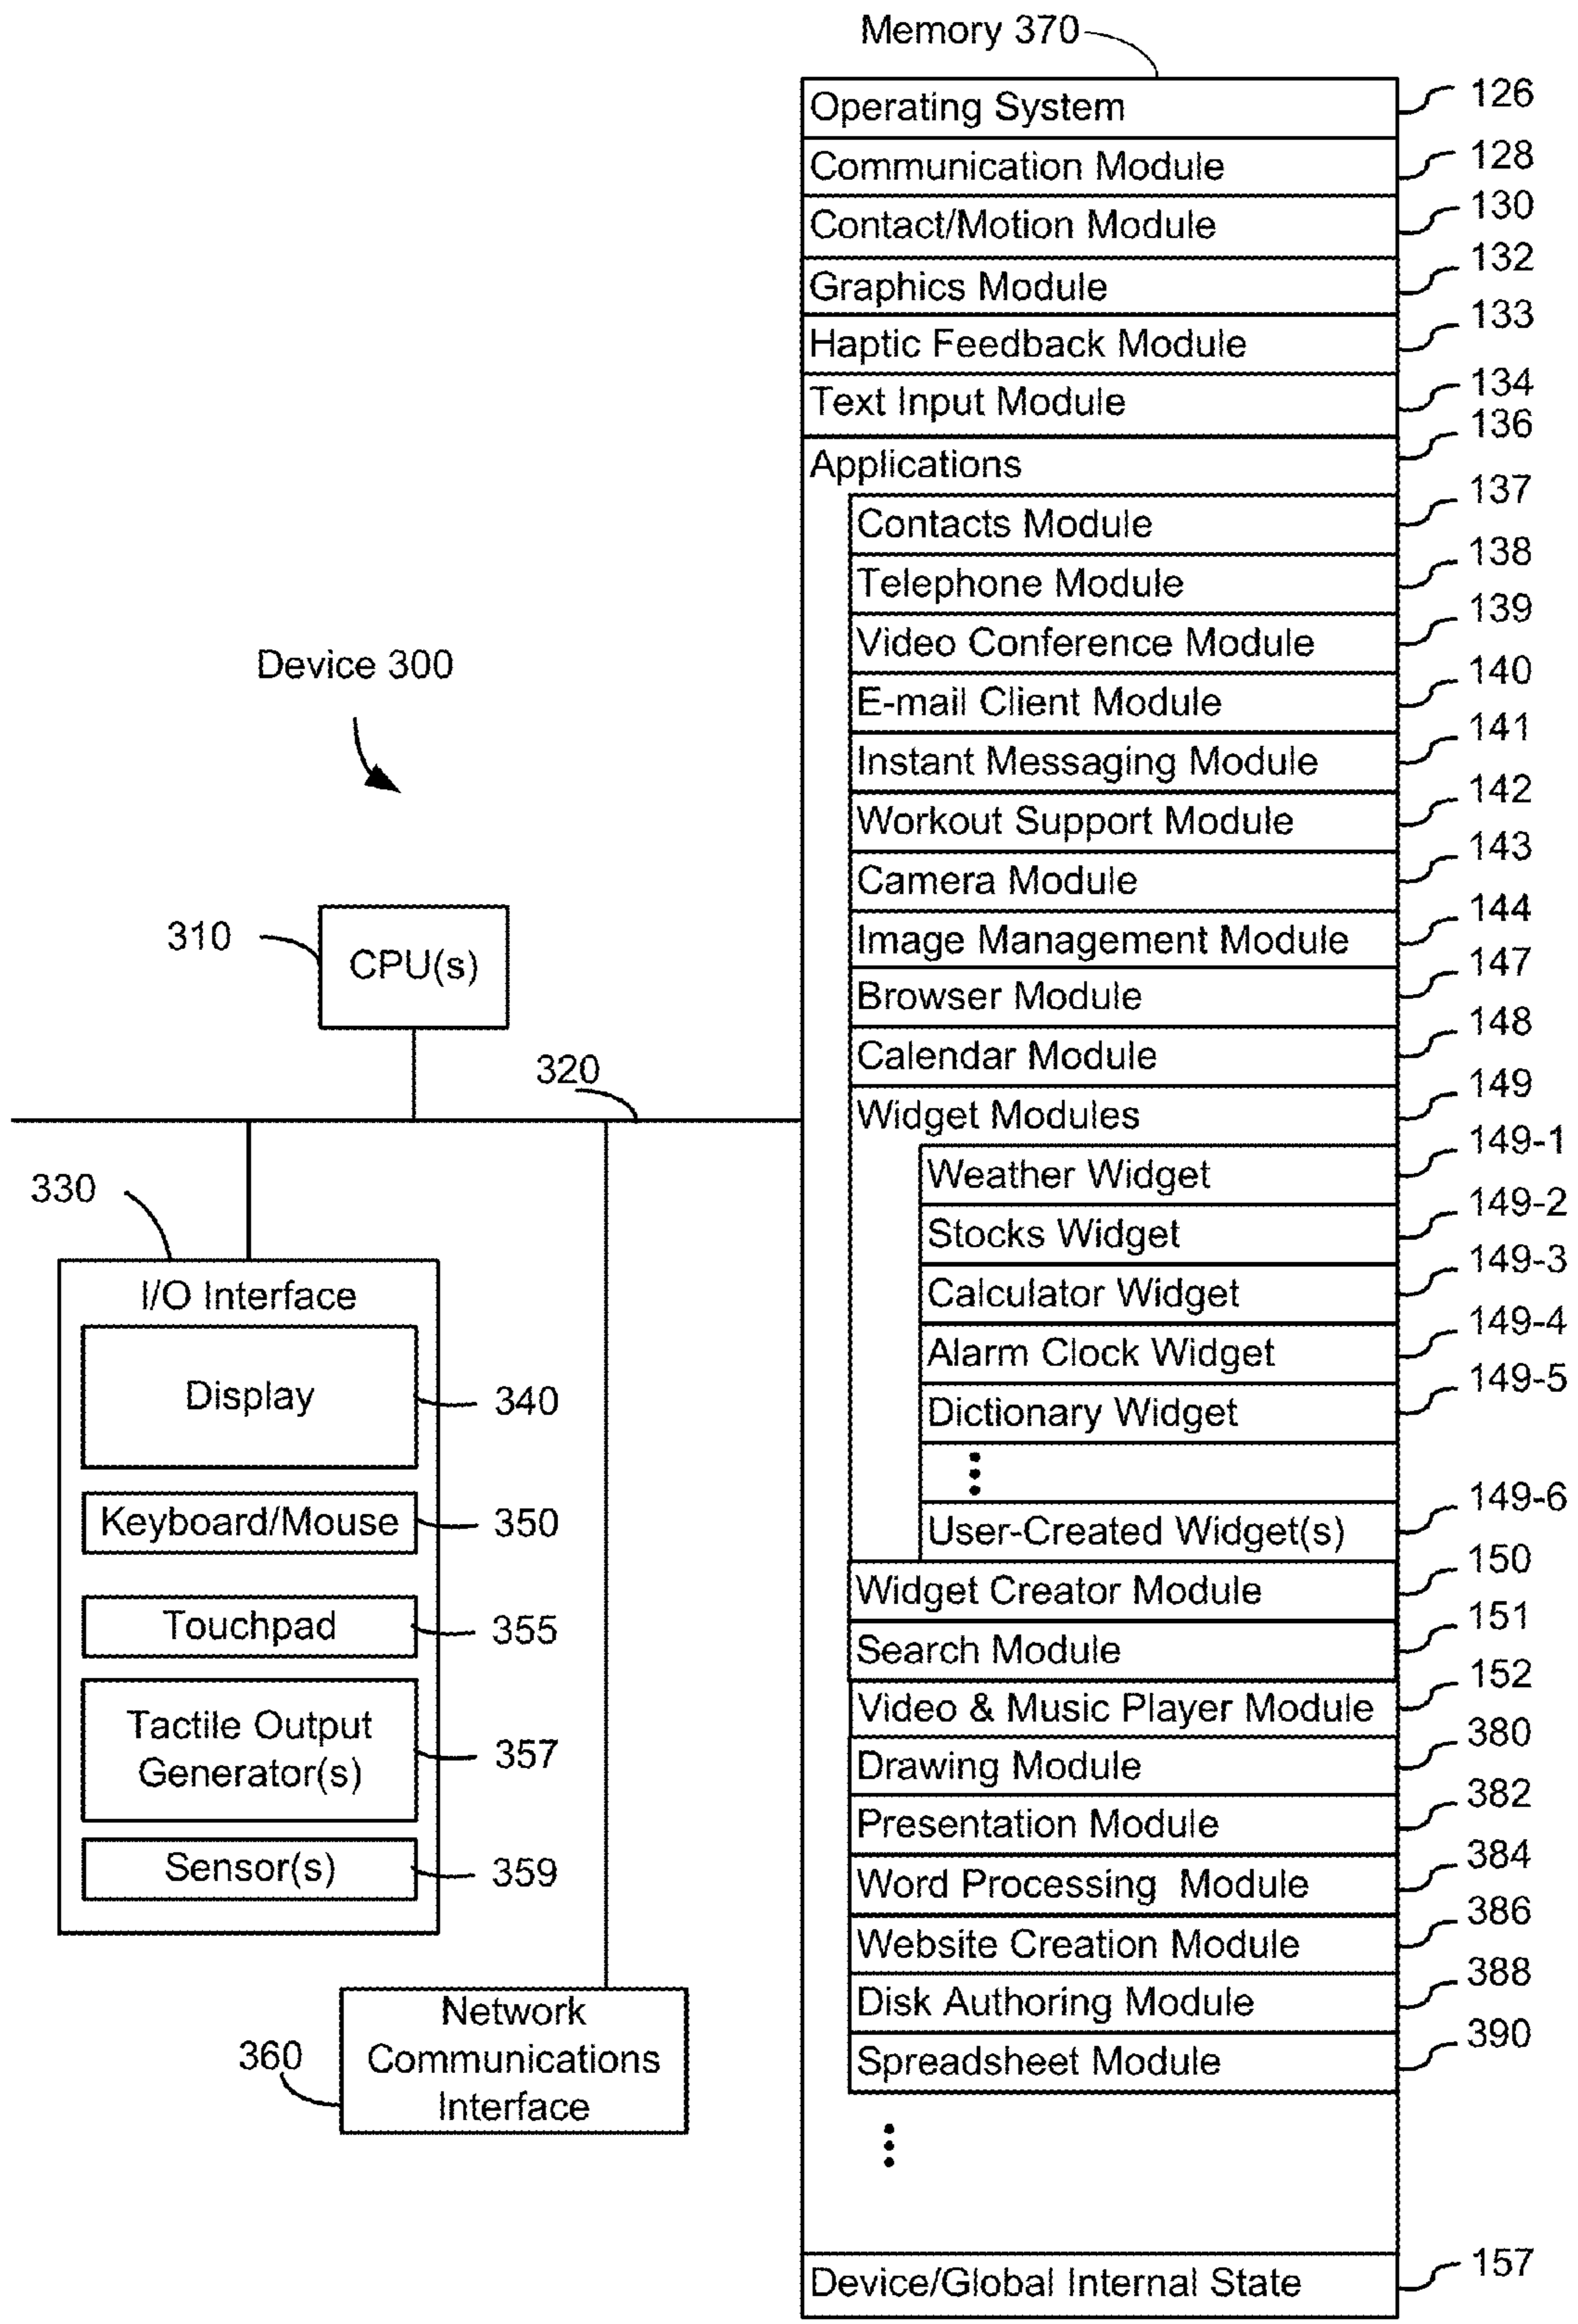 Memory 370
Operating System 126
Communication Module 128
Contact/Motion Module 130
Graphics Module 132
Haptic Feedback Module 133
Text Input Module 134
Applications 136
Contacts Module 137
Telephone Module 138
Video Conference Module 139
E-mail Client Module 140
Instant Messaging Module 141
Workout Support Module 142
Camera Module 143
Image Management Module 144
Browser Module 147
Calendar Module 148
Widget Modules 149
Weather Widget 149-1
Stocks Widget 149-2
Calculator Widget 149-3
Alarm Clock Widget 149-4
Dictionary Widget 149-5
User-Created Widget(s) 149-6
Widget Creator Module 150
Search Module 151
Video & Music Player Module 152
Drawing Module 380
Presentation Module 382
Word Processing Module 384
Website Creation Module 386
Disk Authoring Module 388
Spreadsheet Module 390
Device/Global Internal State 157
Device 300
310
CPU(s)
320
330
I/O Interface
Display 340
Keyboard/Mouse 350
Touchpad 355
Tactile Output
Generator(s) 357
Sensor(s) 359
360
Network
Communications
Interface